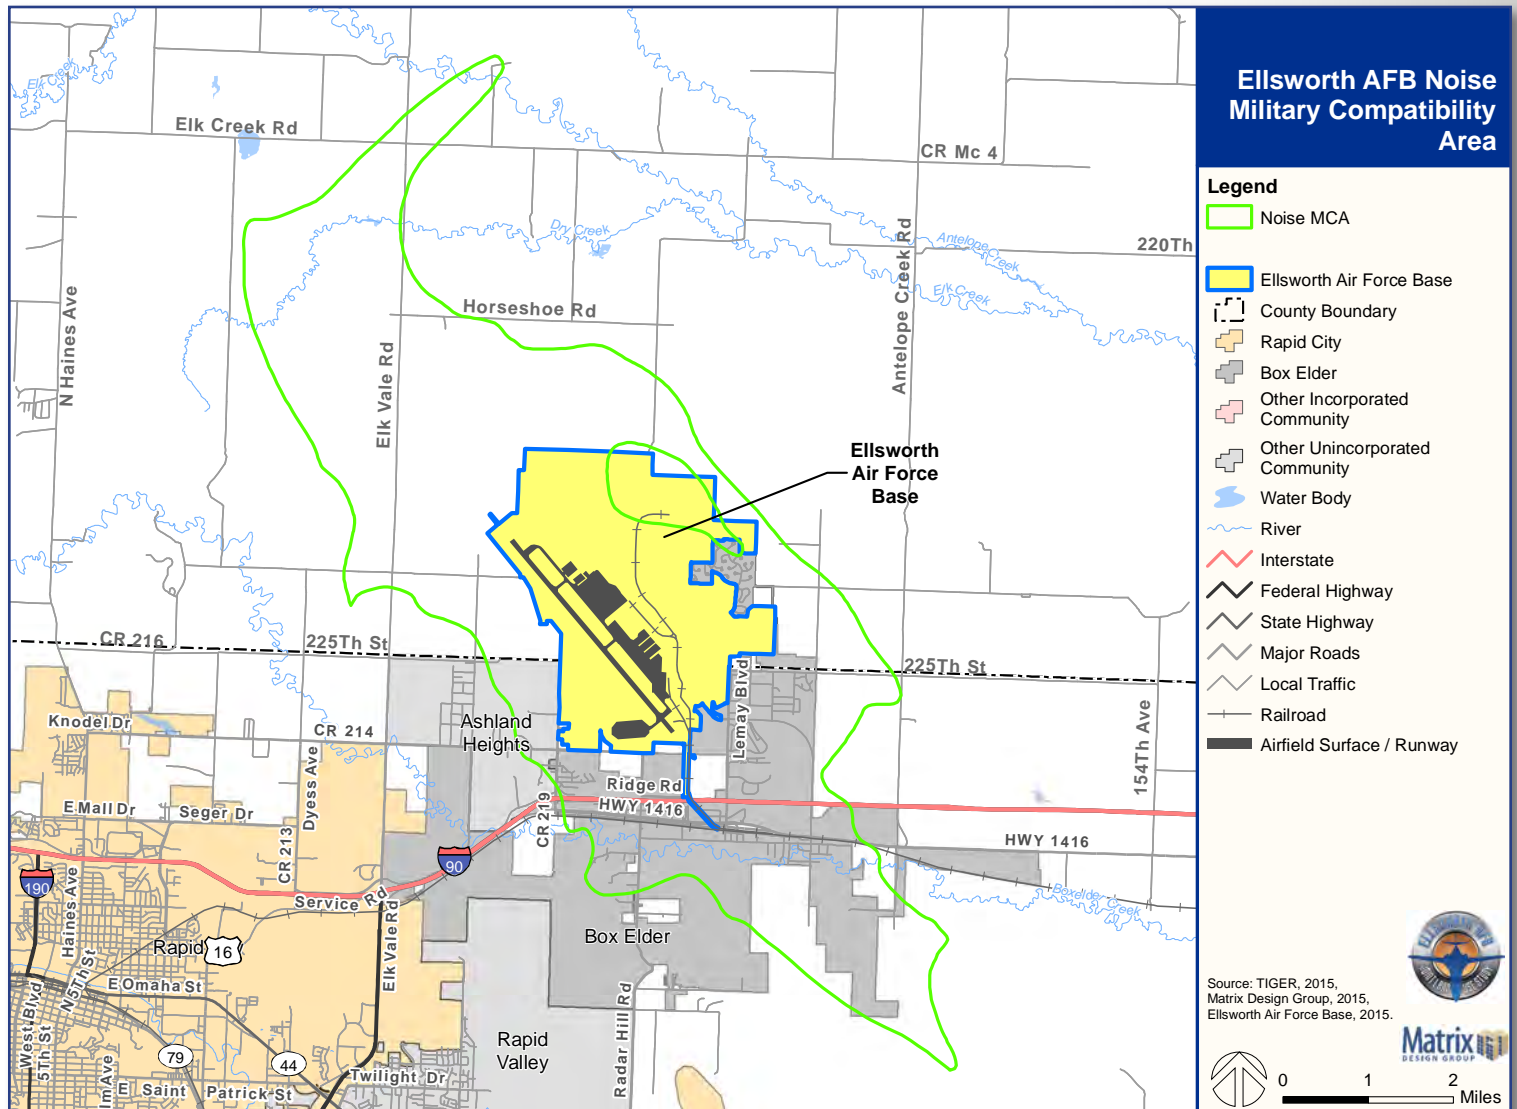 Ellsworth AFB Noise
Military Compatibility
Area
Legend
Noise MCA
Ellsworth Air Force Base
County Boundary
Rapid City
Box Elder
Other Incorporated
Community
Other Unincorporated
Community
Water Body
River
Interstate
Federal Highway
State Highway
Major Roads
Local Traffic
Railroad
Airfield Surface / Runway
Source: TIGER, 2015,
Matrix Design Group, 2015,
Ellsworth Air Force Base, 2015.
ELLSWORTH AFB
Matrix
DESIGN GROUP
0 1 2
Miles
Elk Creek
Elk Creek Rd
CR Mc 4
Dry Creek
Antelope Creek
220Th
Elk Creek
Antelope Creek Rd
Horseshoe Rd
N Haines Ave
Elk Vale Rd
Ellsworth
Air Force
Base
CR 216
225Th St
225Th St
Lemay Blvd
Knodel Dr
CR 214
Ashland
Heights
154Th Ave
Dyess Ave
E Mall Dr
Seger Dr
Ridge Rd
HWY 1416
CR 219
HWY 1416
CR 213
90
190
Service Rd
Boxelder Creek
Haines Ave
Elk Vale Rd
Rapid
16
Box Elder
N 5Th St
E Omaha St
West Blvd
5Th St
Radar Hill Rd
Rapid
Valley
79
44
Twilight Dr
lm Ave
E Saint Patrick St